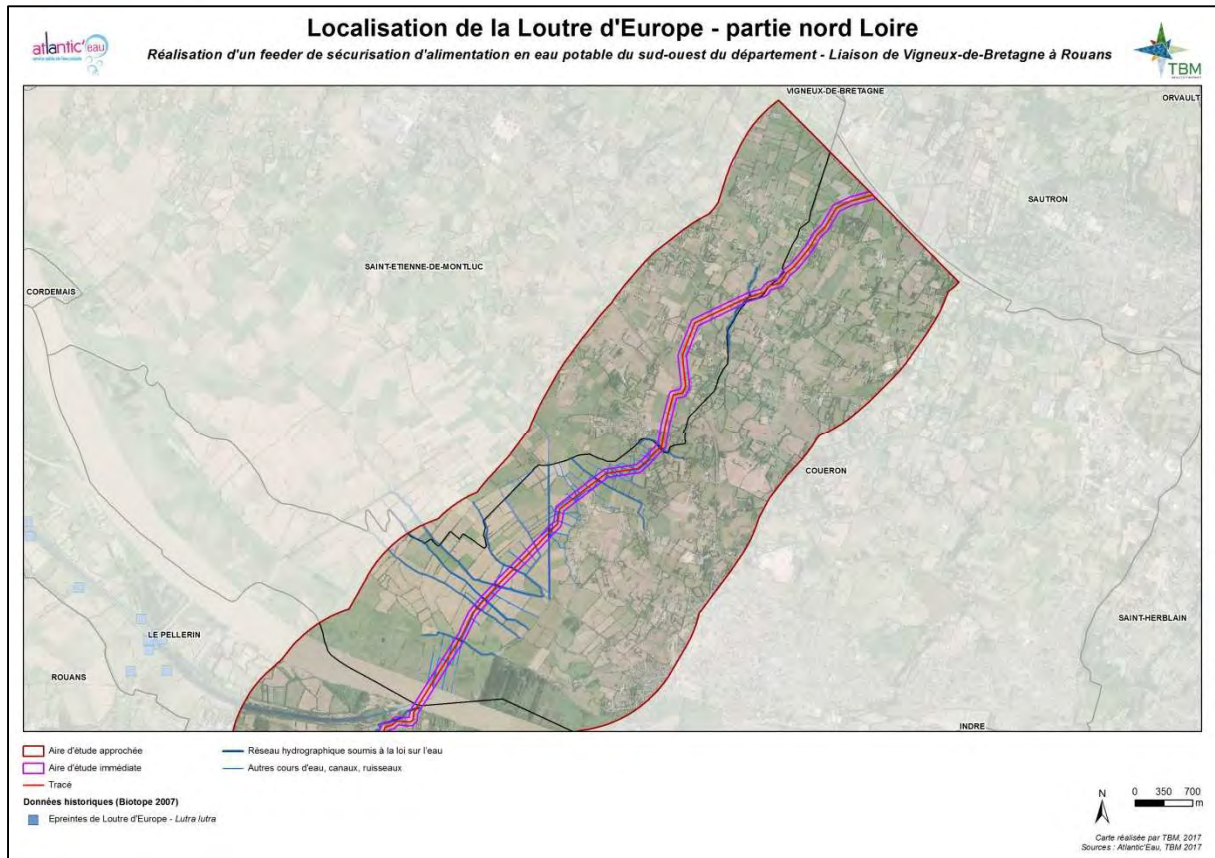 Localisation de la Loutre d'Europe - partie nord Loire
atlantic'eau
Réalisation d'un feeder de sécurisation d'alimentation en eau potable du sud-ouest du département - Liaison de Vigneux-de-Bretagne à Rouans
TBM
VIGNEUX-DE-BRETAGNE
ORVAULT
SAUTRON
SAINT-ETIENNE-DE-MONTLUC
CORDEMAIS
COUERON
SAINT-HERBLAIN
LE PELLERIN
ROUANS
INDRE
Aire d'étude approchée
Aire d'étude immédiate
Tracé
Données historiques (Biotope 2007)
Epreintes de Loutre d'Europe - Lutra lutra
Réseau hydrographique soumis à la loi sur l'eau
Autres cours d'eau, canaux, ruisseaux
N
0 350 700
m
Carte réalisée par TBM, 2017
Sources : Atlantic'Eau, TBM 2017